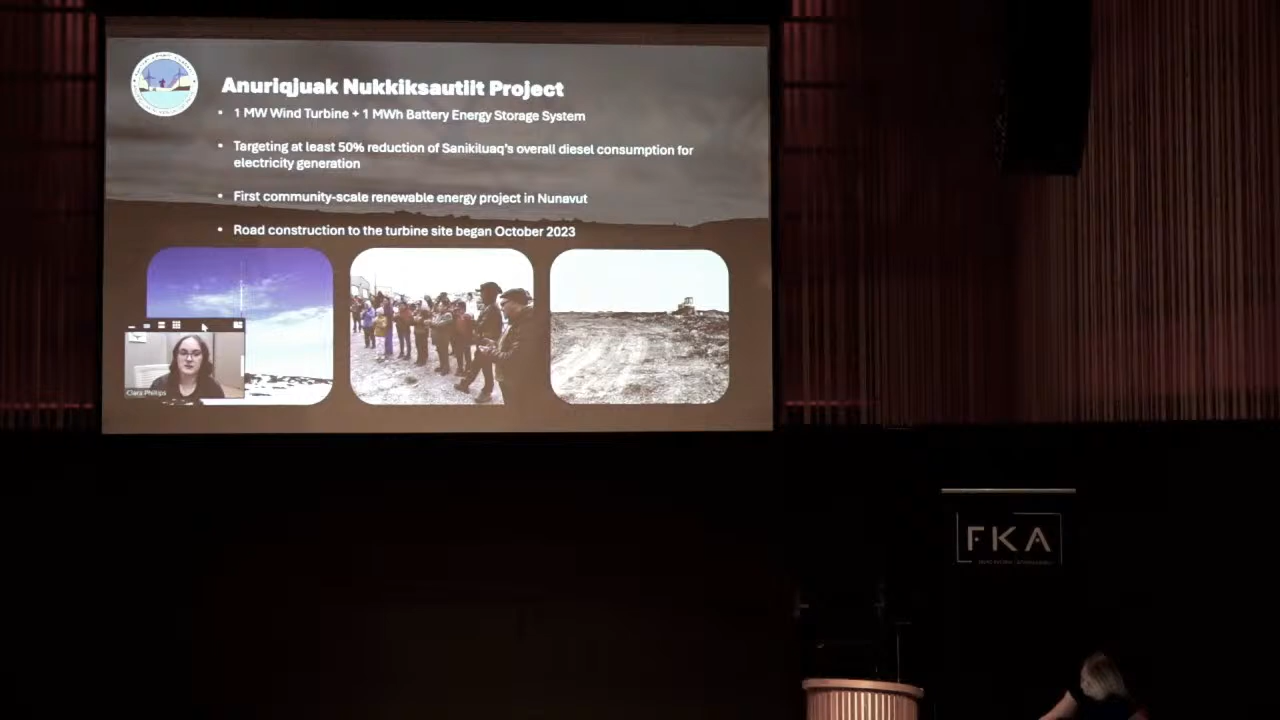 Anuriqjuak Nukkiksautiit Project
• 1 MW Wind Turbine + 1 MWh Battery Energy Storage System
• Targeting at least 50% reduction of Sanikiluaq's overall diesel consumption for
electricity generation
• First community-scale renewable energy project in Nunavut
• Road construction to the turbine site began October 2023
Clara Phillips
FKA